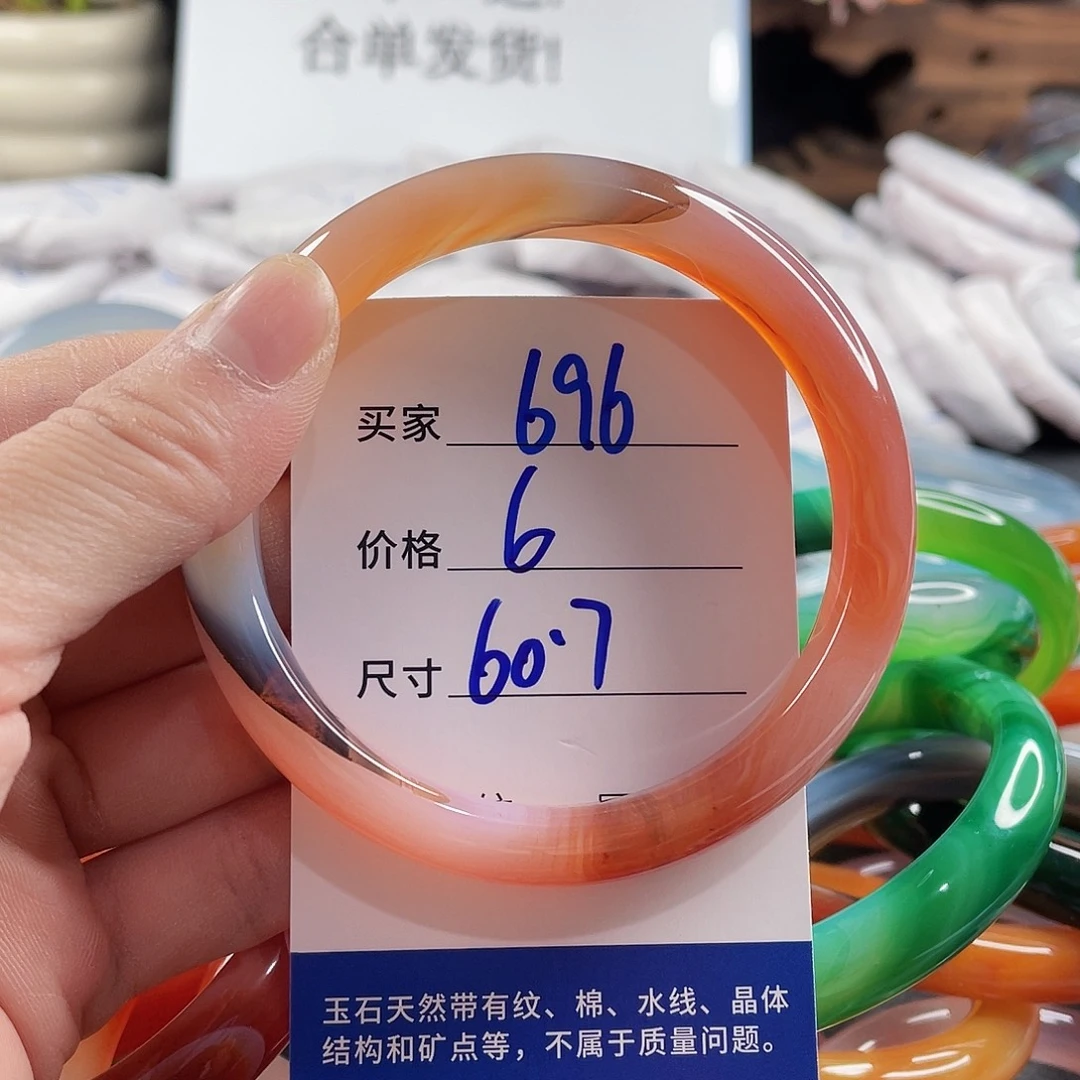 合单发货!
买家 696
价格 6
尺寸 60.7
玉石天然带有纹、棉、水线、晶体
结构和矿点等，不属于质量问题。